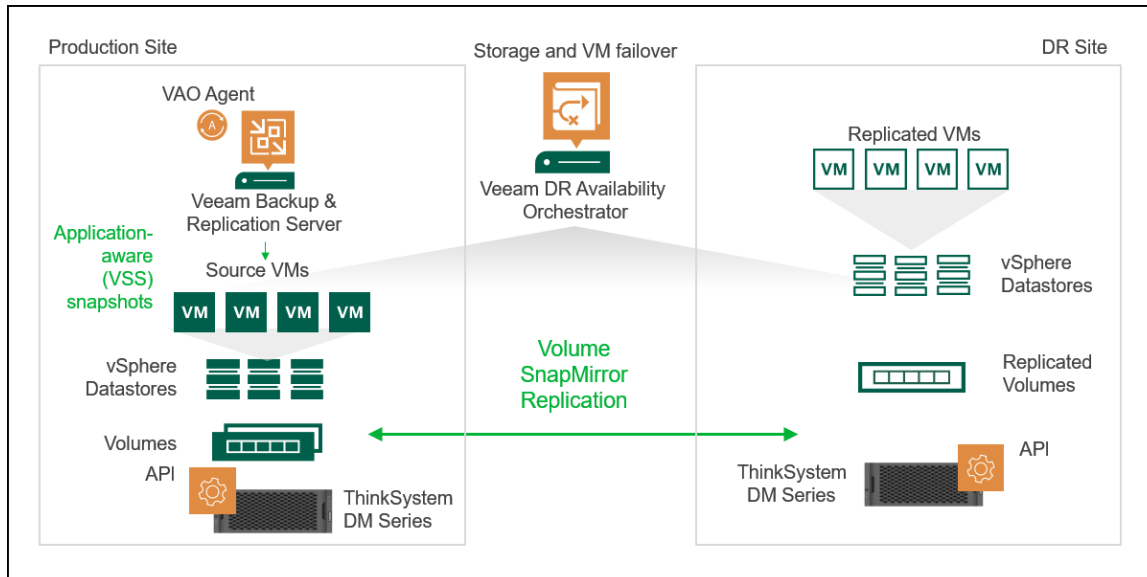 Production Site
Storage and VM failover
DR Site
VAO Agent
A
Veeam Backup &
Replication Server
Application-
aware
(VSS)
snapshots
Source VMs
VM VM VM VM
vSphere
Datastores
Volumes
API
ThinkSystem
DM Series
Veeam DR Availability
Orchestrator
Volume
SnapMirror
Replication
Replicated VMs
VM VM VM VM
vSphere
Datastores
Replicated
Volumes
API
ThinkSystem
DM Series